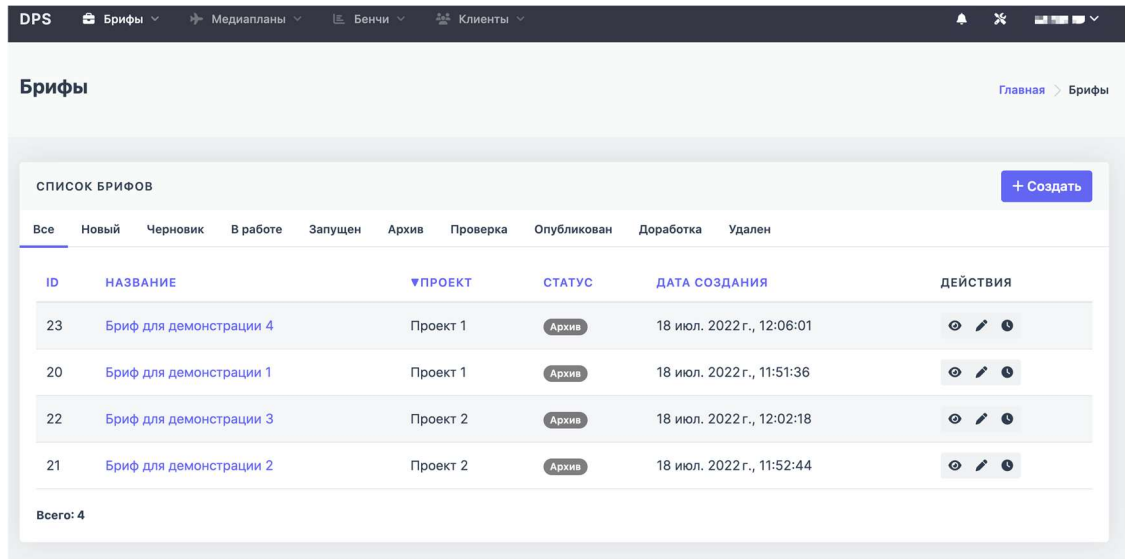 DPS Брифы Медиапланы Бенчи Клиенты
Брифы
Главная > Брифы
СПИСОК БРИФОВ
+ Создать
Все Новый Черновик В работе Запущен Архив Проверка Опубликован Доработка Удален
ID НАЗВАНИЕ ▼ПРОЕКТ СТАТУС ДАТА СОЗДАНИЯ ДЕЙСТВИЯ
23 Бриф для демонстрации 4 Проект 1 Архив 18 июл. 2022 г., 12:06:01
20 Бриф для демонстрации 1 Проект 1 Архив 18 июл. 2022 г., 11:51:36
22 Бриф для демонстрации 3 Проект 2 Архив 18 июл. 2022 г., 12:02:18
21 Бриф для демонстрации 2 Проект 2 Архив 18 июл. 2022 г., 11:52:44
Всего: 4